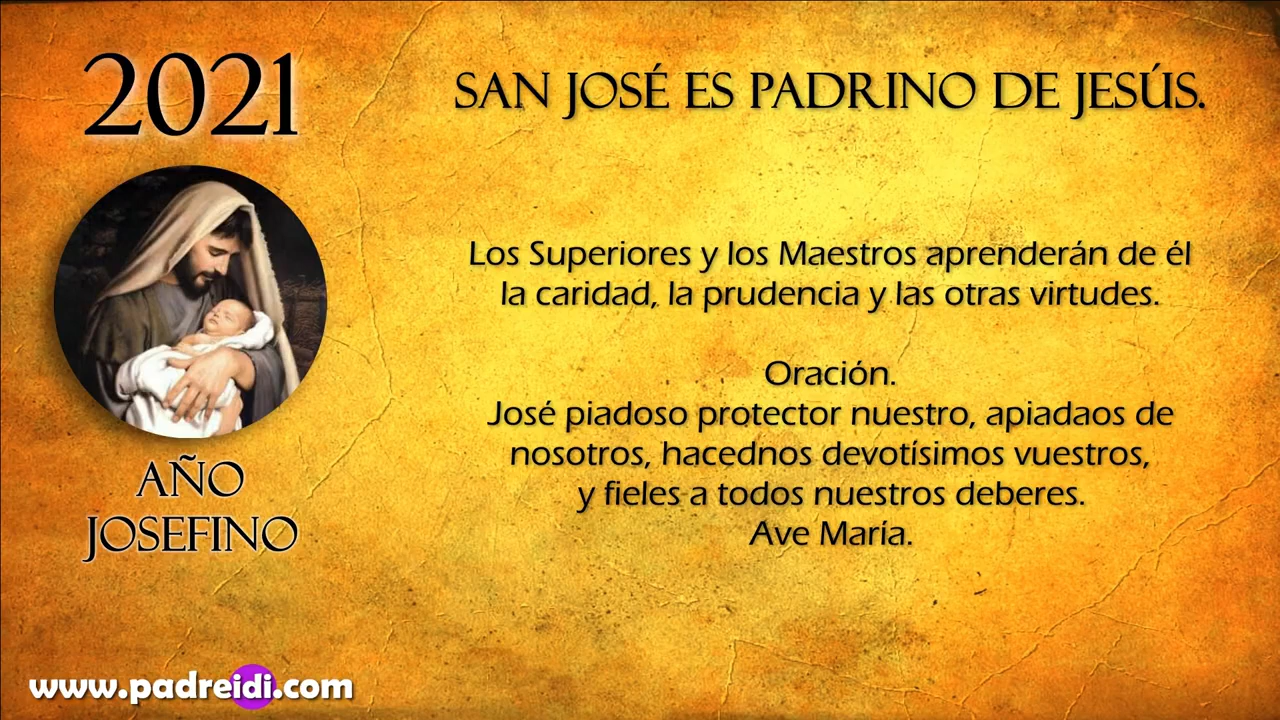 2021
AÑO
JOSEFINO
SAN JOSÉ ES PADRINO DE JESÚS.
Los Superiores y los Maestros aprenderán de él
la caridad, la prudencia y las otras virtudes.
Oración.
José piadoso protector nuestro, apiadaos de
nosotros, hacednos devotísimos vuestros,
y fieles a todos nuestros deberes.
Ave María.
www.padreidi.com